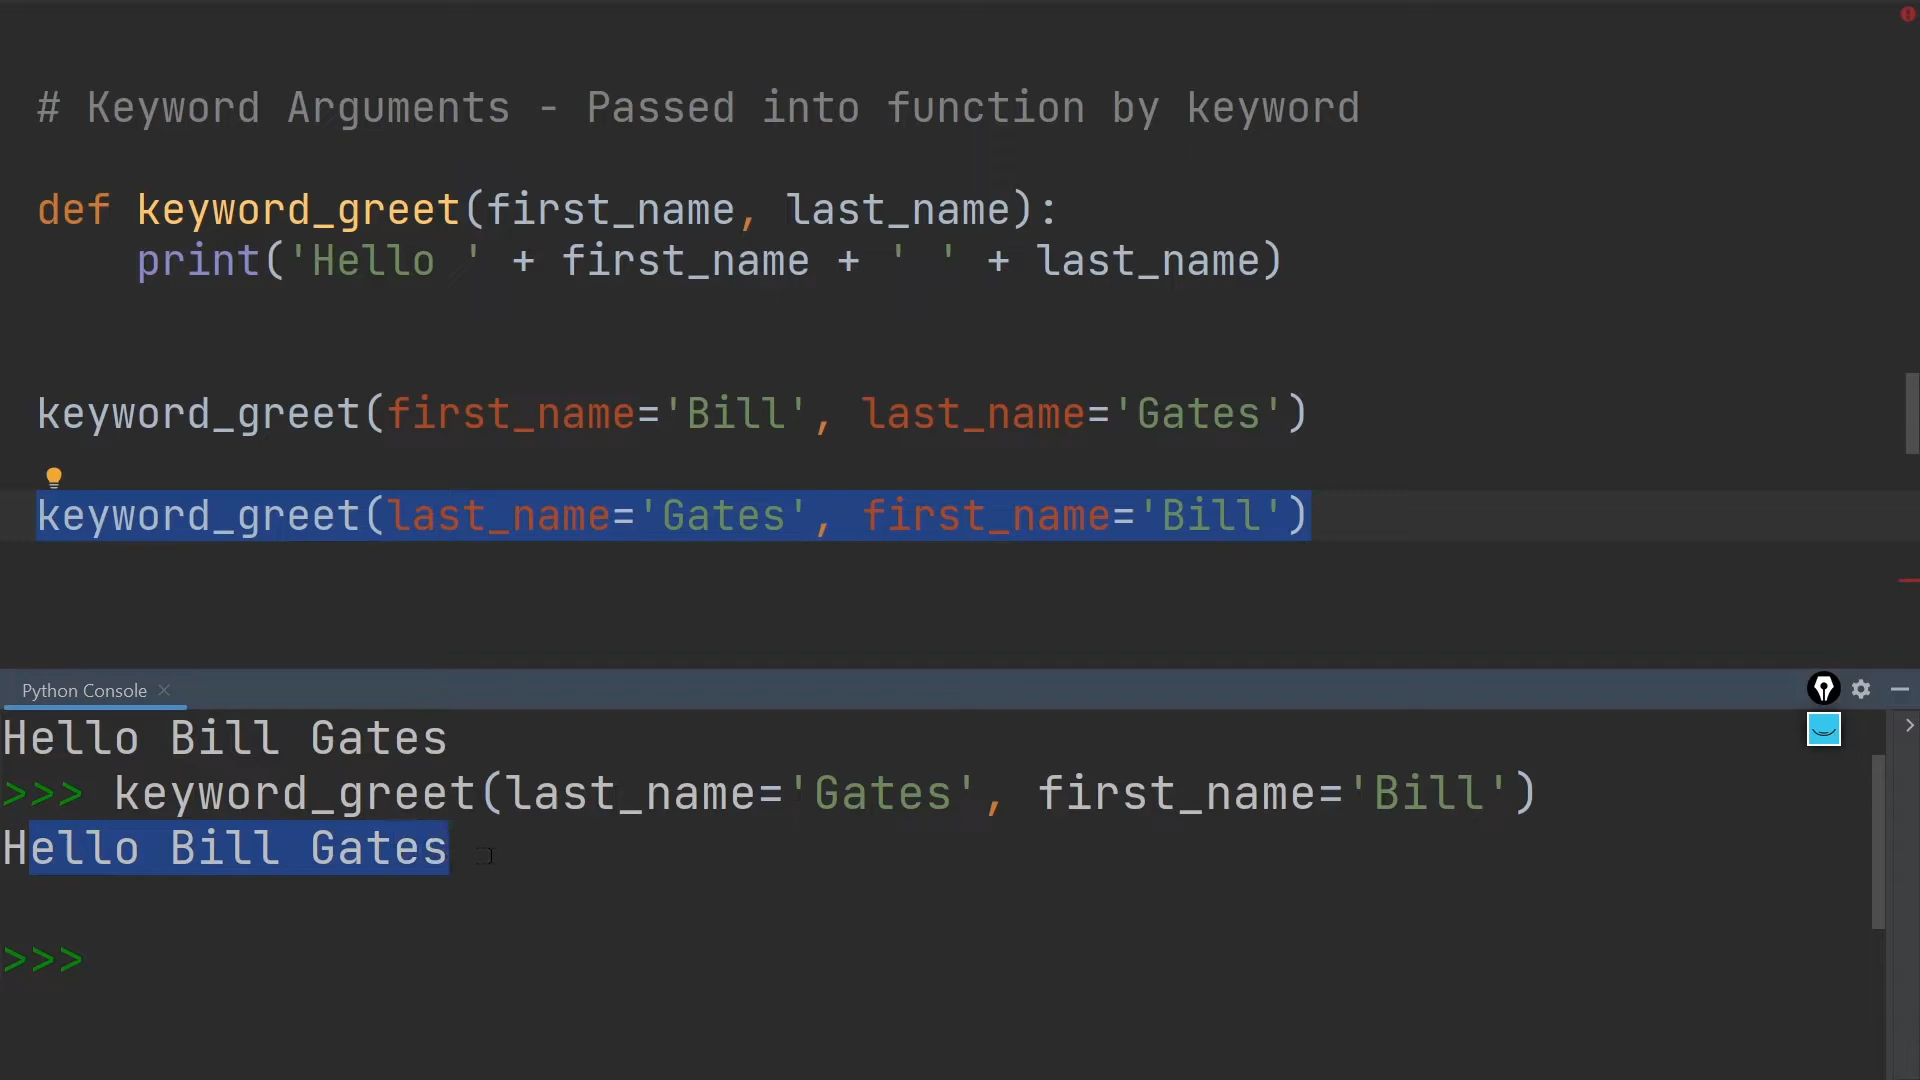 # Keyword Arguments - Passed into function by keyword
def keyword_greet(first_name, last_name):
    print('Hello ' + first_name + ' ' + last_name)
keyword_greet(first_name='Bill', last_name='Gates')
keyword_greet(last_name='Gates', first_name='Bill')
Python Console
Hello Bill Gates
>>> keyword_greet(last_name='Gates', first_name='Bill')
Hello Bill Gates
>>>